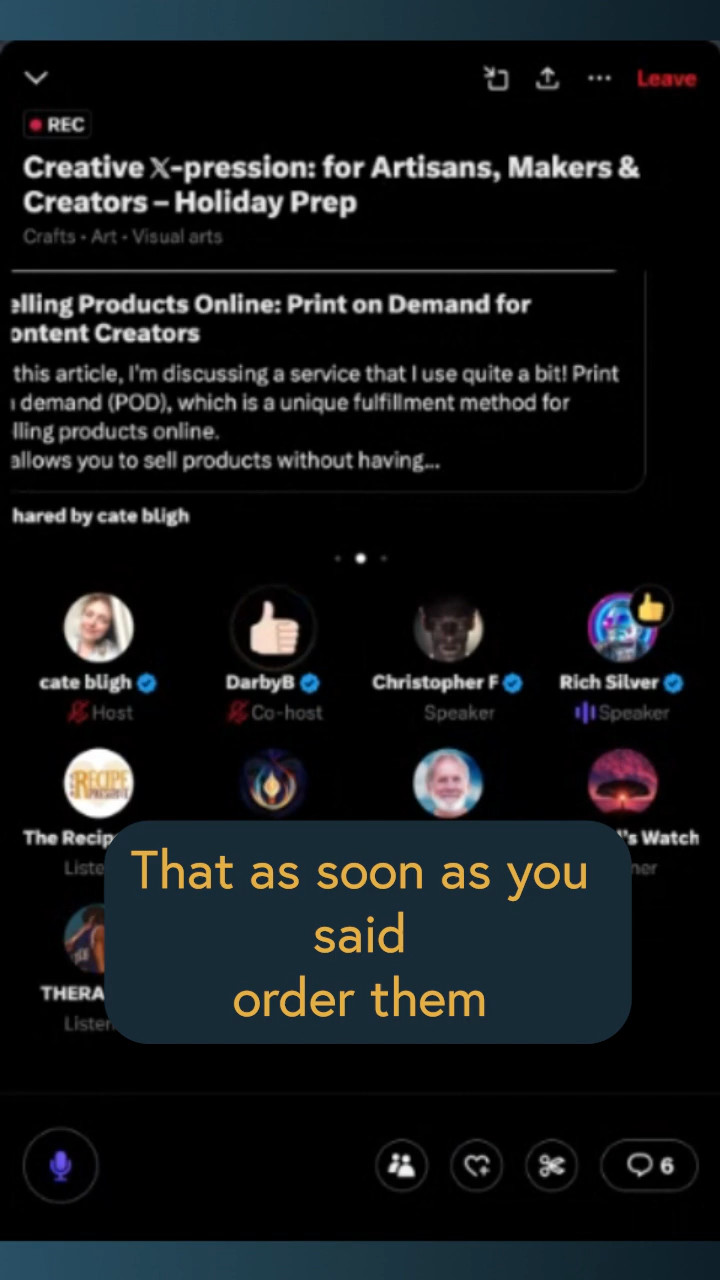 Leave
REC
Creative 𝕏-pression: for Artisans, Makers &
Creators – Holiday Prep
Crafts • Art • Visual arts
elling Products Online: Print on Demand for
ontent Creators
this article, I'm discussing a service that I use quite a bit! Print
demand (POD), which is a unique fulfillment method for
lling products online.
allows you to sell products without having...
hared by cate bligh
cate bligh DarbyB Christopher F Rich Silver
Host Co-host Speaker Speaker
RECIPE
The Recip 's Watch
Liste ner
THERA
Listen
That as soon as you
said
order them
6